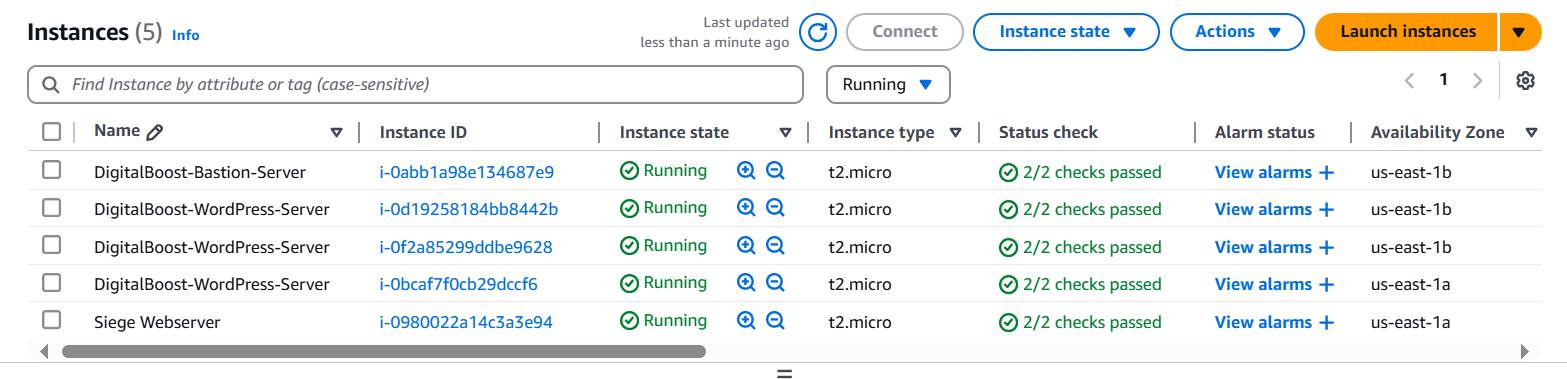 Instances (5) Info
Last updated
less than a minute ago
Connect Instance state Actions Launch instances
Find Instance by attribute or tag (case-sensitive) Running 1
Name Instance ID Instance state Instance type Status check Alarm status Availability Zone
DigitalBoost-Bastion-Server i-0abb1a98e134687e9 Running t2.micro 2/2 checks passed View alarms + us-east-1b
DigitalBoost-WordPress-Server i-0d19258184bb8442b Running t2.micro 2/2 checks passed View alarms + us-east-1b
DigitalBoost-WordPress-Server i-0f2a85299ddbe9628 Running t2.micro 2/2 checks passed View alarms + us-east-1b
DigitalBoost-WordPress-Server i-0bcaf7f0cb29dccf6 Running t2.micro 2/2 checks passed View alarms + us-east-1a
Siege Webserver i-0980022a14c3a3e94 Running t2.micro 2/2 checks passed View alarms + us-east-1a